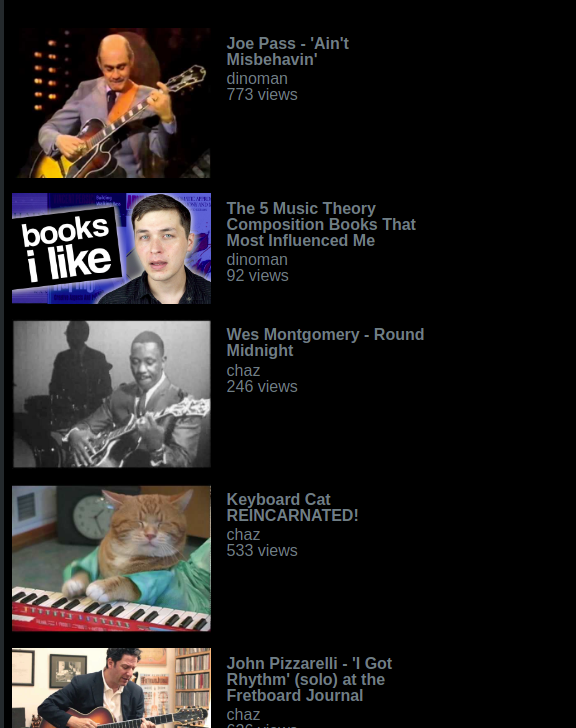 Joe Pass - 'Ain't
Misbehavin'
dinoman
773 views
books
i like
The 5 Music Theory
Composition Books That
Most Influenced Me
dinoman
92 views
Wes Montgomery - Round
Midnight
chaz
246 views
Keyboard Cat
REINCARNATED!
chaz
533 views
John Pizzarelli - 'I Got
Rhythm' (solo) at the
Fretboard Journal
chaz